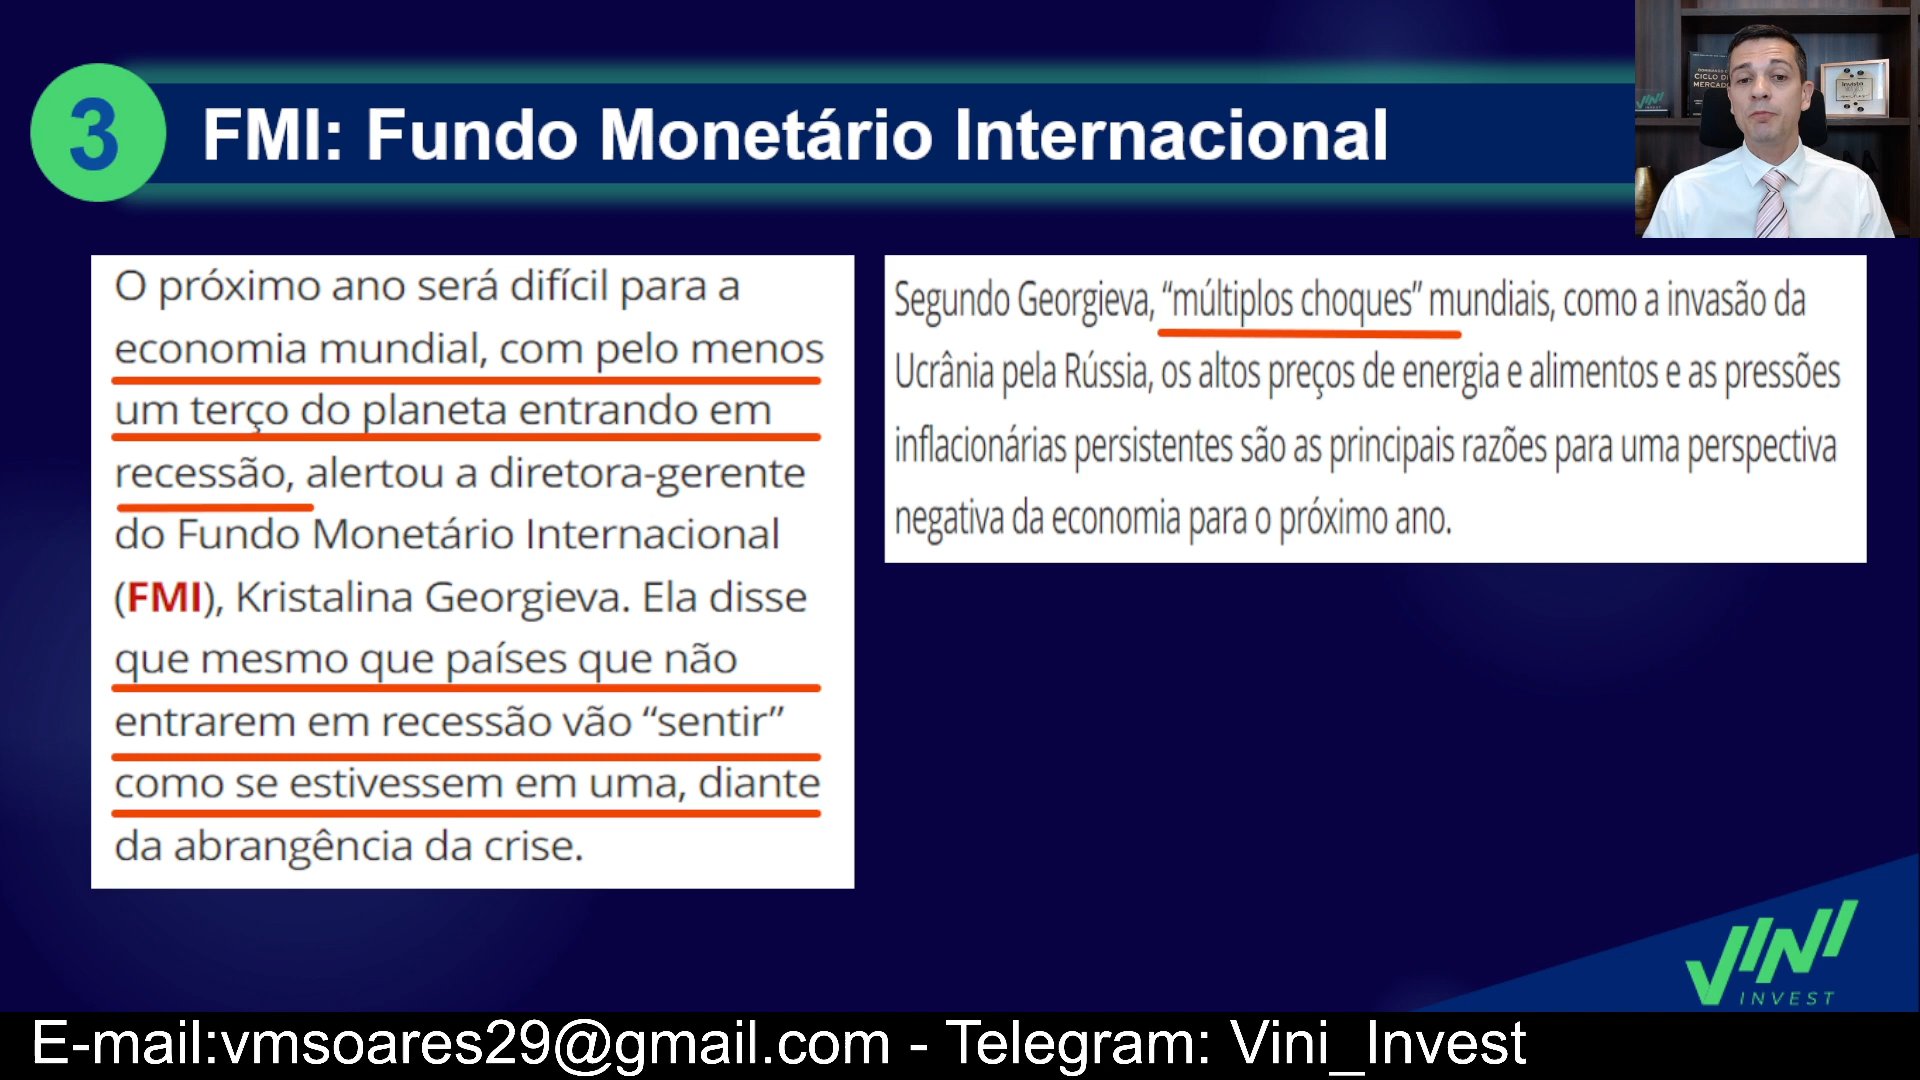 3
FMI: Fundo Monetário Internacional
CICLO
MERCADO
VINI
O próximo ano será difícil para a
economia mundial, com pelo menos
um terço do planeta entrando em
recessão, alertou a diretora-gerente
do Fundo Monetário Internacional
(FMI), Kristalina Georgieva. Ela disse
que mesmo que países que não
entrarem em recessão vão “sentir”
como se estivessem em uma, diante
da abrangência da crise.
Segundo Georgieva, “múltiplos choques” mundiais, como a invasão da
Ucrânia pela Rússia, os altos preços de energia e alimentos e as pressões
inflacionárias persistentes são as principais razões para uma perspectiva
negativa da economia para o próximo ano.
VINI
INVEST
E-mail:vmsoares29@gmail.com - Telegram: Vini_Invest